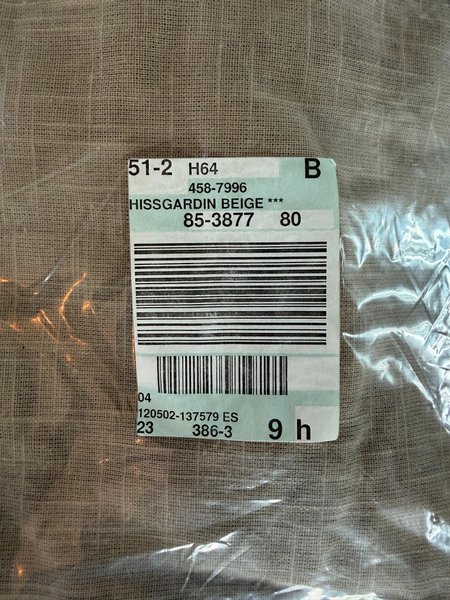 51-2 H64 B
458-7996
HISSGARDIN BEIGE ***
85-3877 80
04
120502-137579 ES
23 386-3 9 h